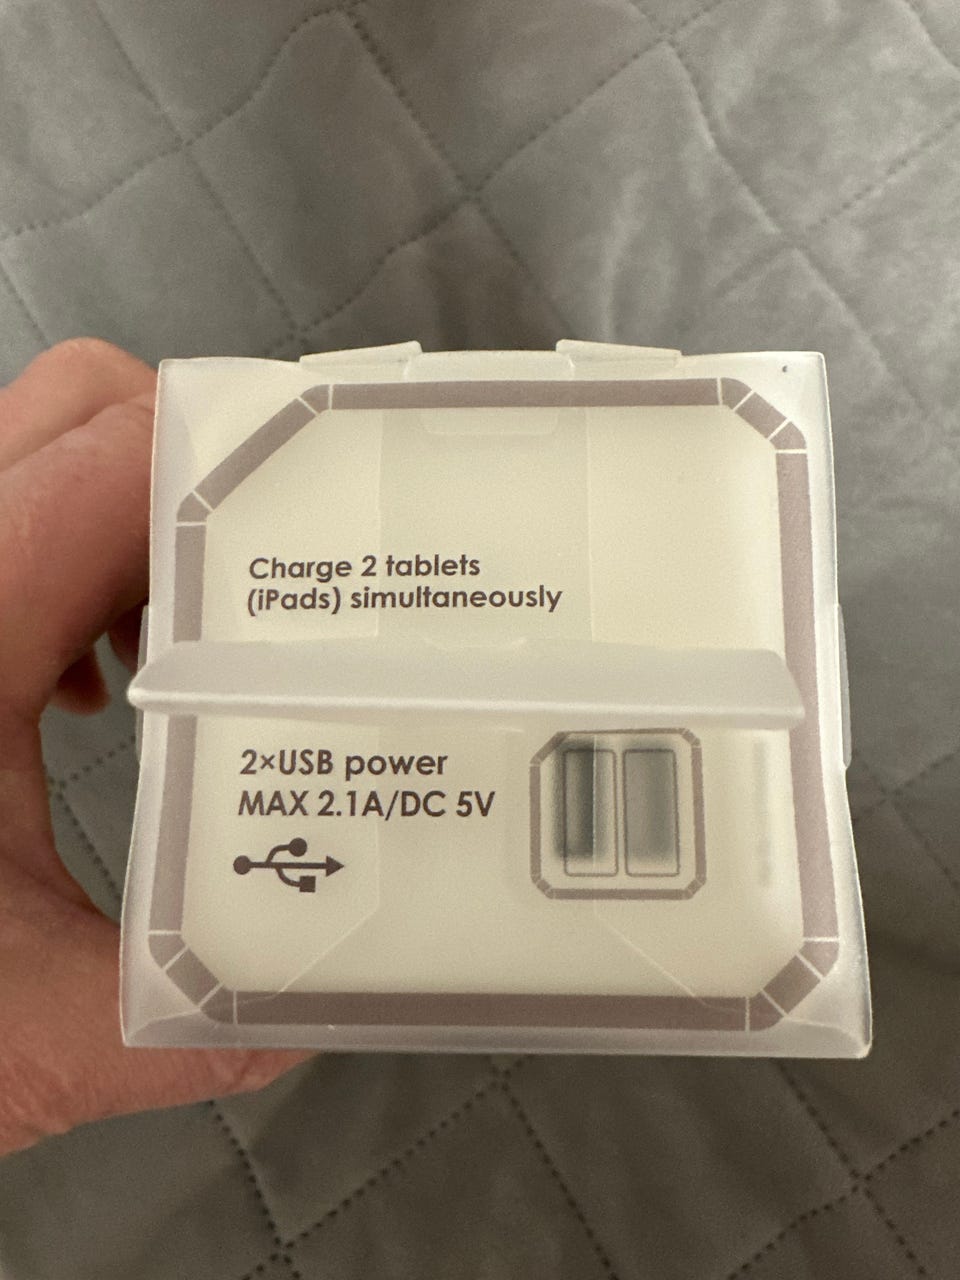 Charge 2 tablets
(iPads) simultaneously
2×USB power
MAX 2.1A/DC 5V